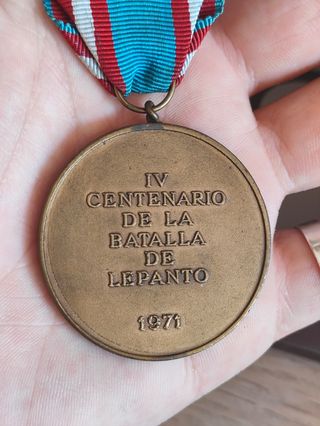 IV
CENTENARIO
DE LA
BATALLA
DE
LEPANTO
1971